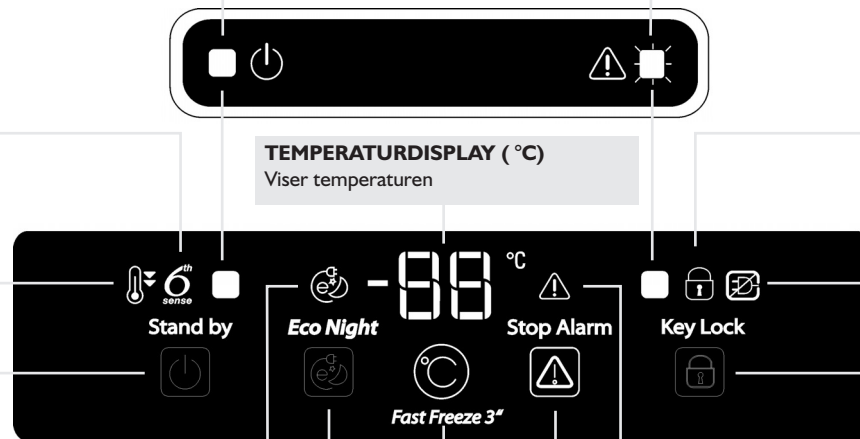 TEMPERATURDISPLAY ( °C)
Viser temperaturen
6th sense
-88 °C
Stand by
Eco Night
Stop Alarm
Key Lock
°C
Fast Freeze 3"